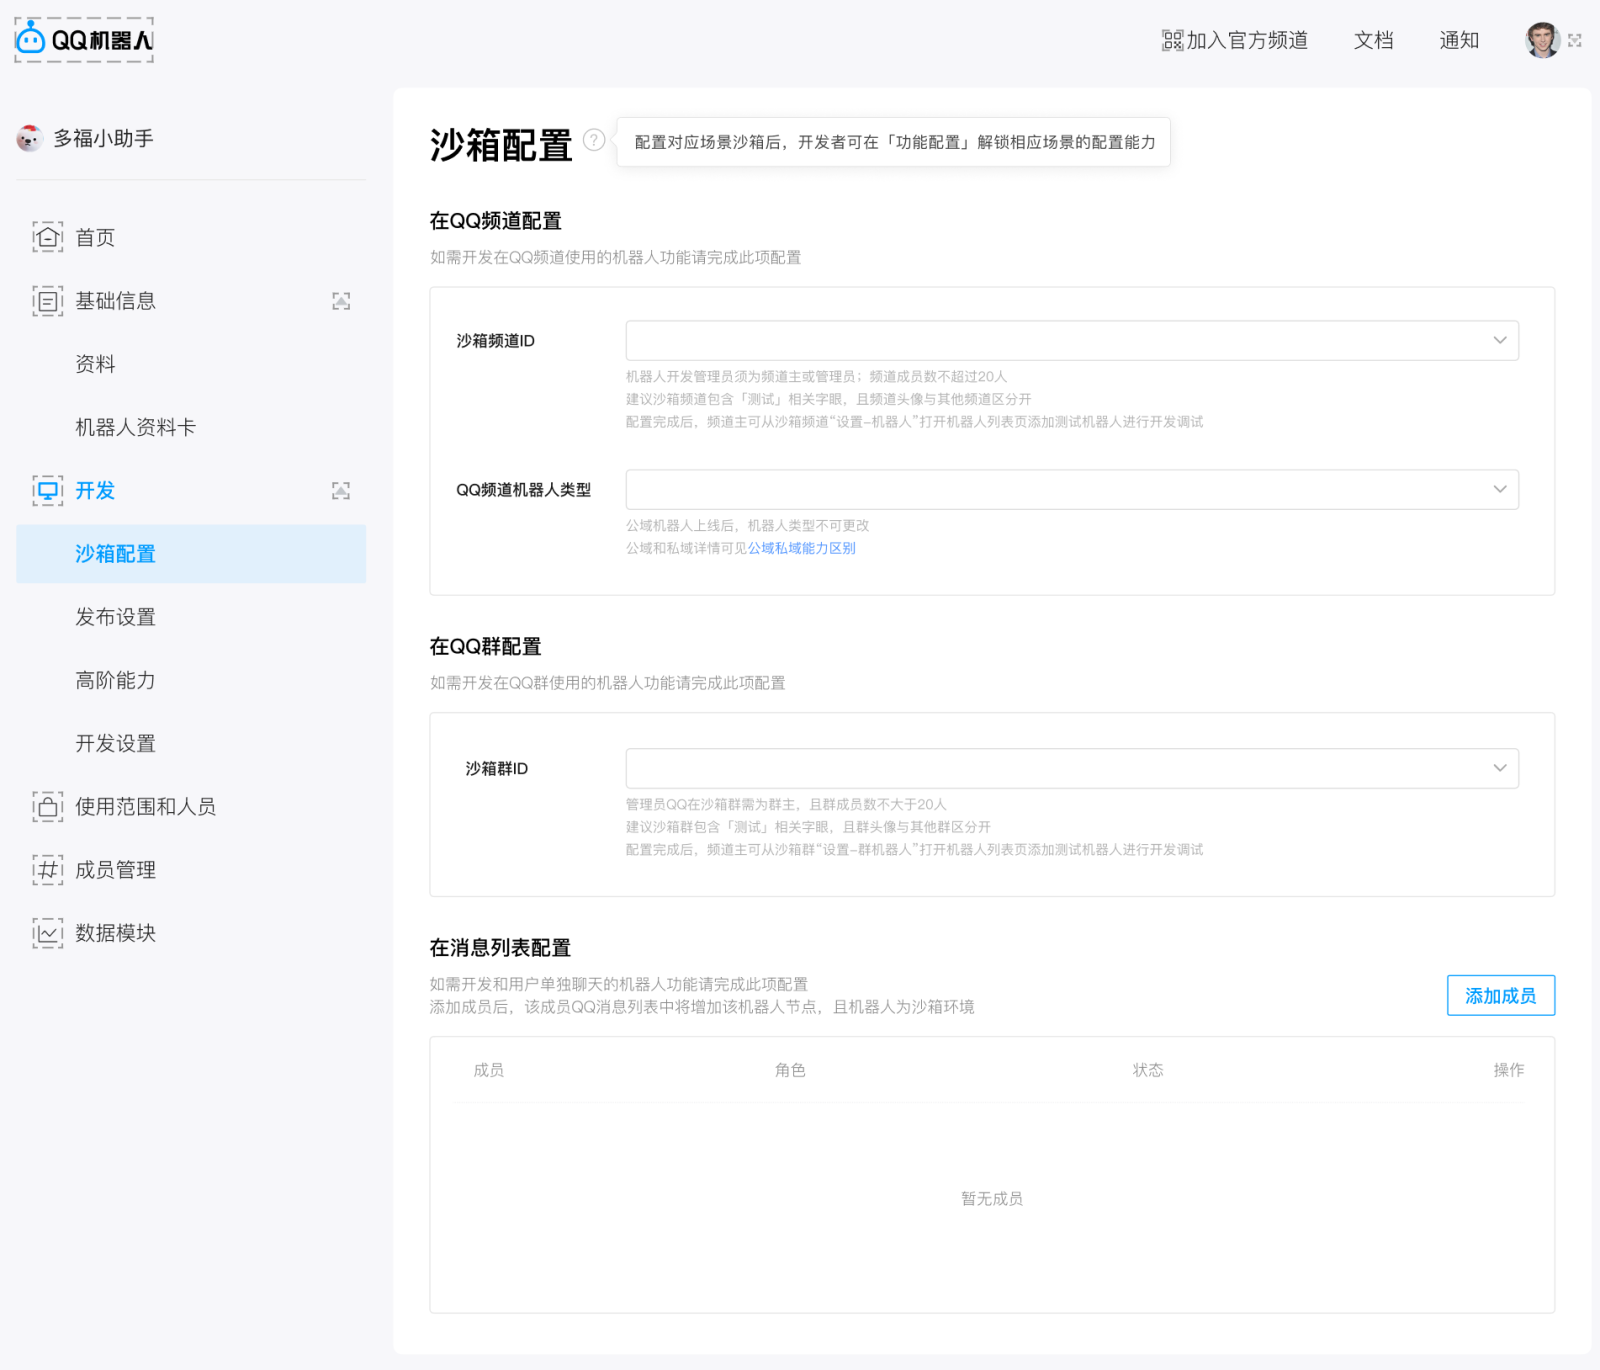 QQ机器人
加入官方频道
文档
通知
多福小助手
首页
基础信息
资料
机器人资料卡
开发
沙箱配置
发布设置
高阶能力
开发设置
使用范围和人员
成员管理
数据模块
沙箱配置
?
配置对应场景沙箱后，开发者可在「功能配置」解锁相应场景的配置能力
在QQ频道配置
如需开发在QQ频道使用的机器人功能请完成此项配置
沙箱频道ID
机器人开发管理员须为频道主或管理员；频道成员数不超过20人
建议沙箱频道包含「测试」相关字眼，且频道头像与其他频道区分开
配置完成后，频道主可从沙箱频道“设置-机器人”打开机器人列表页添加测试机器人进行开发调试
QQ频道机器人类型
公域机器人上线后，机器人类型不可更改
公域和私域详情可见公域私域能力区别
在QQ群配置
如需开发在QQ群使用的机器人功能请完成此项配置
沙箱群ID
管理员QQ在沙箱群需为群主，且群成员数不大于20人
建议沙箱群包含「测试」相关字眼，且群头像与其他群区分开
配置完成后，频道主可从沙箱群“设置-群机器人”打开机器人列表页添加测试机器人进行开发调试
在消息列表配置
如需开发和用户单独聊天的机器人功能请完成此项配置
添加成员后，该成员QQ消息列表中将增加该机器人节点，且机器人为沙箱环境
添加成员
成员 角色 状态 操作
暂无成员